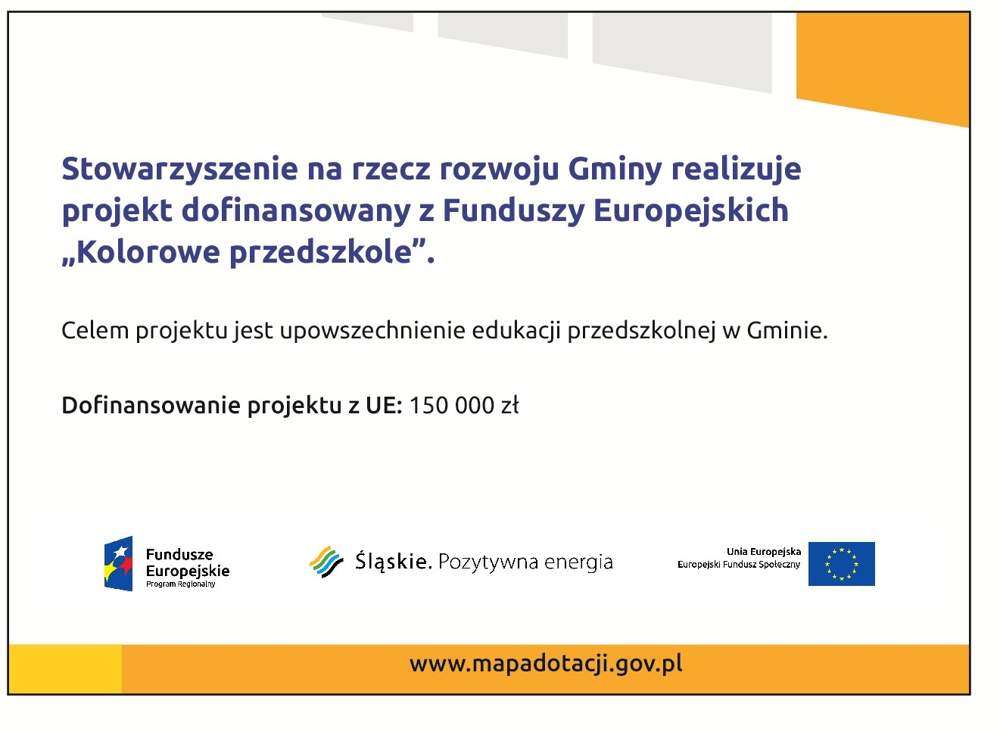 Stowarzyszenie na rzecz rozwoju Gminy realizuje
projekt dofinansowany z Funduszy Europejskich
„Kolorowe przedszkole”.
Celem projektu jest upowszechnienie edukacji przedszkolnej w Gminie.
Dofinansowanie projektu z UE: 150 000 zł
Fundusze
Europejskie
Program Regionalny
Śląskie. Pozytywna energia
Unia Europejska
Europejski Fundusz Społeczny
www.mapadotacji.gov.pl